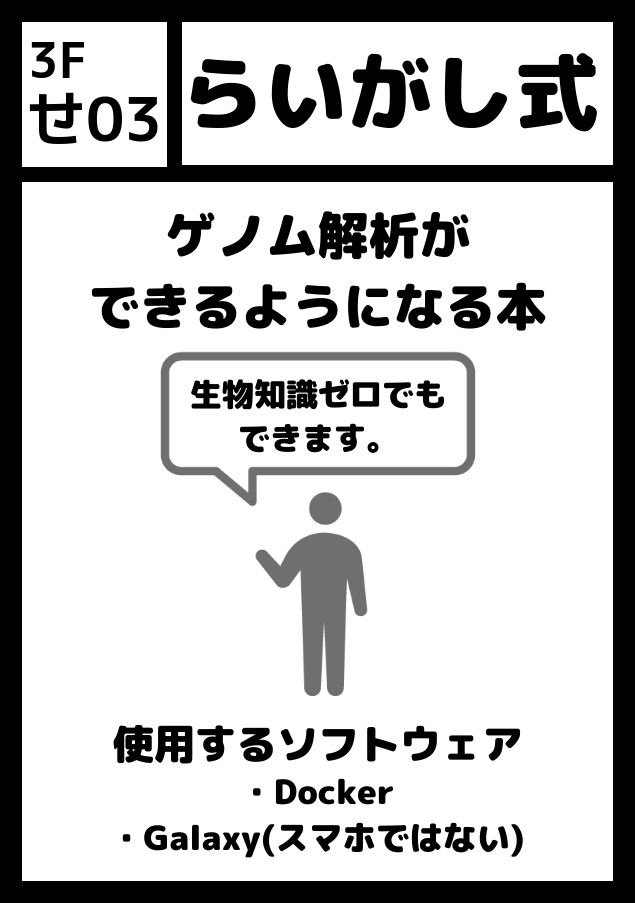 3F
せ03
らいがし式
ゲノム解析が
できるようになる本
生物知識ゼロでも
できます。
使用するソフトウェア
・Docker
・Galaxy(スマホではない)